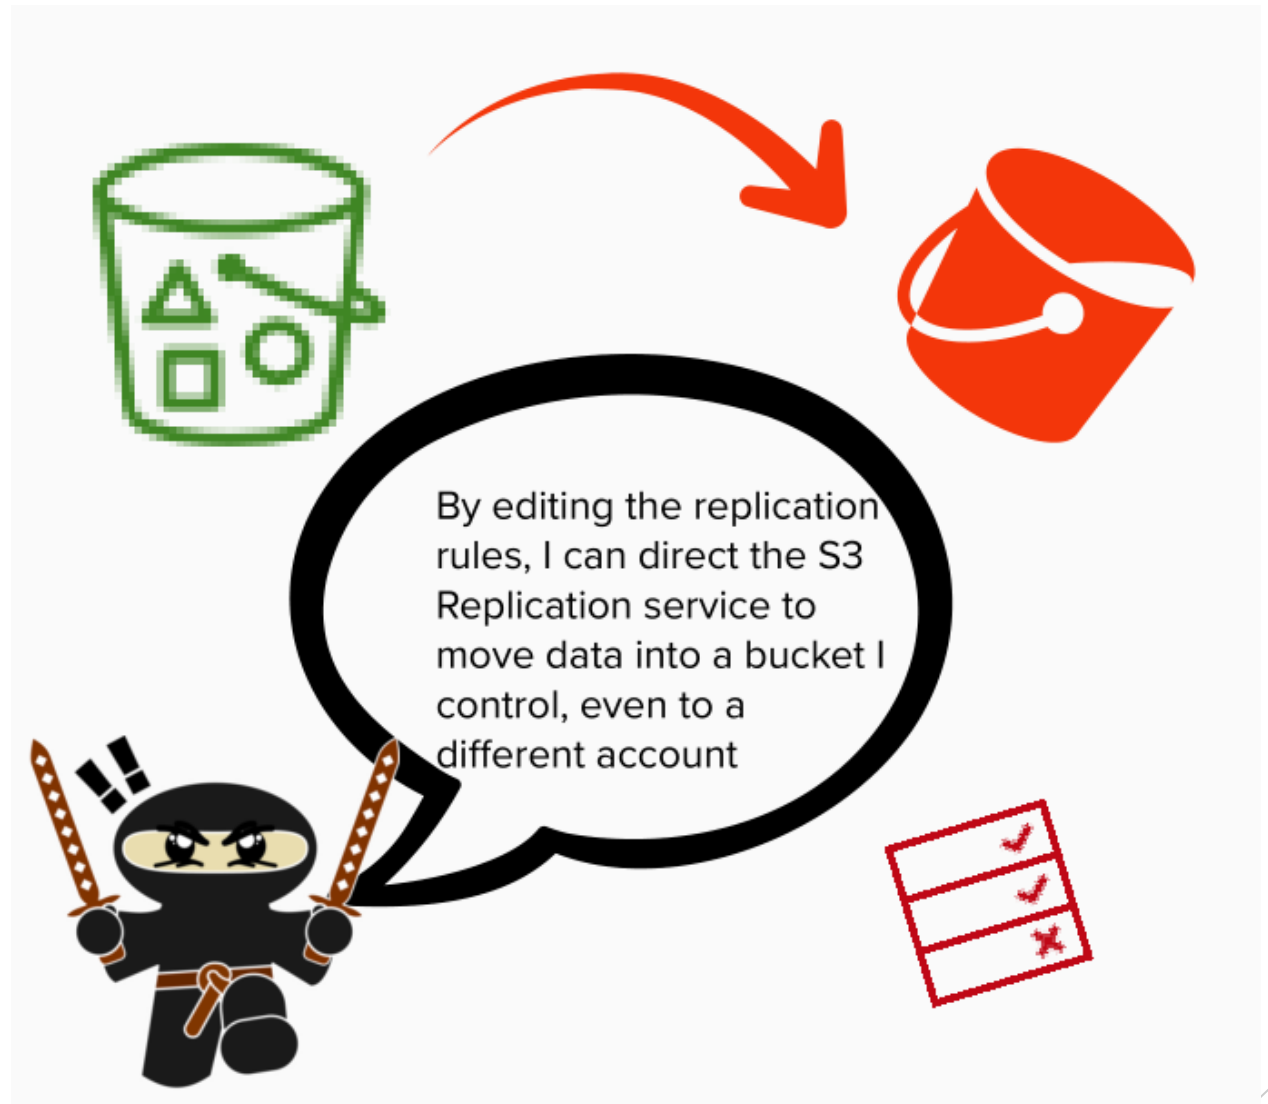 By editing the replication
rules, I can direct the S3
Replication service to
move data into a bucket I
control, even to a
different account